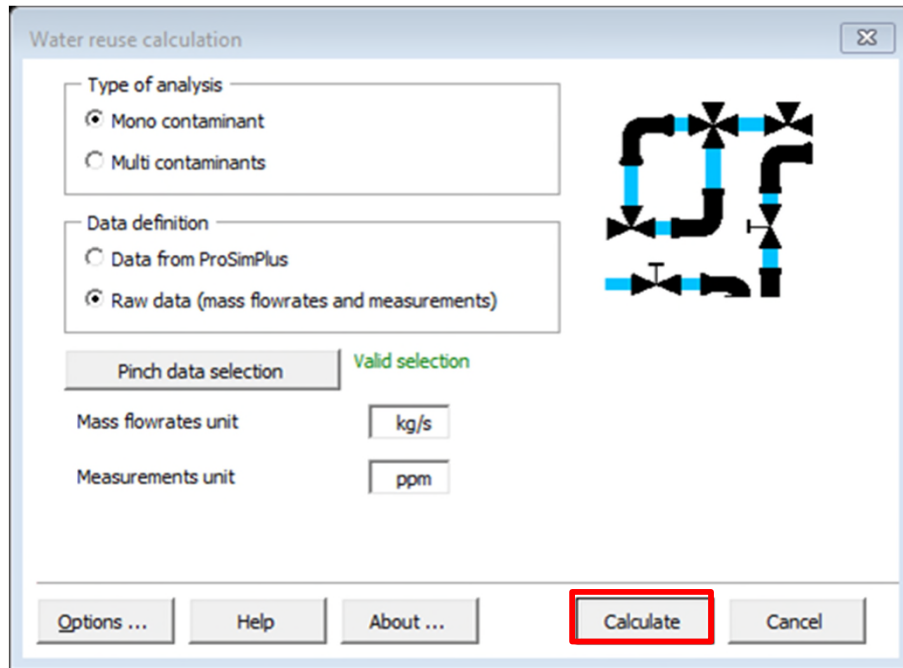 Water reuse calculation
Type of analysis
Mono contaminant
Multi contaminants
Data definition
Data from ProSimPlus
Raw data (mass flowrates and measurements)
Pinch data selection
Valid selection
Mass flowrates unit
kg/s
Measurements unit
ppm
Options ...
Help
About ...
Calculate
Cancel